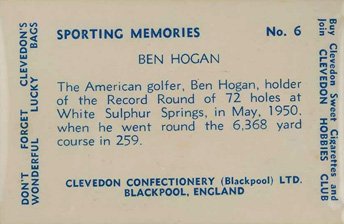 SPORTING MEMORIES No. 6
BEN HOGAN
The American golfer, Ben Hogan, holder
of the Record Round of 72 holes at
White Sulphur Springs, in May, 1950.
when he went round the 6,368 yard
course in 259.
CLEVEDON CONFECTIONERY (Blackpool) LTD.
BLACKPOOL, ENGLAND
DON'T FORGET CLEVEDON'S
WONDERFUL LUCKY BAGS
Buy Clevedon Sweet Cigarettes and
Join CLEVEDON HOBBIES CLUB